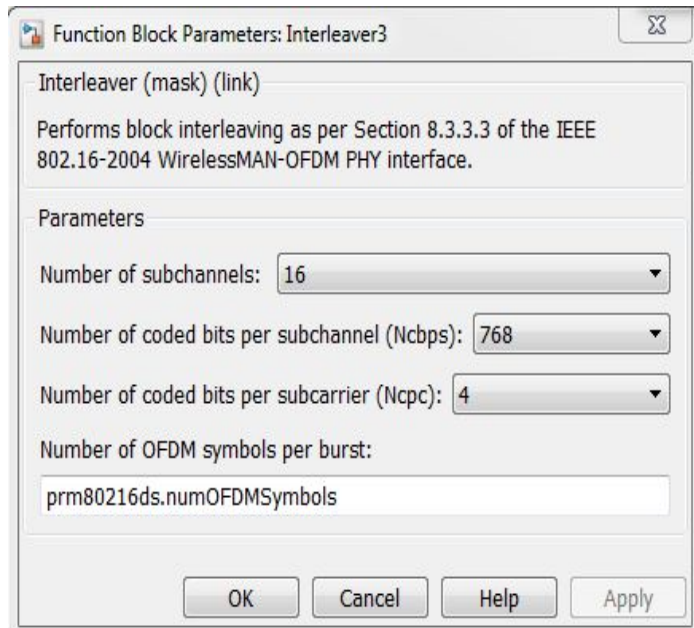 Function Block Parameters: Interleaver3
Interleaver (mask) (link)
Performs block interleaving as per Section 8.3.3.3 of the IEEE
802.16-2004 WirelessMAN-OFDM PHY interface.
Parameters
Number of subchannels: 16
Number of coded bits per subchannel (Ncbps): 768
Number of coded bits per subcarrier (Ncpc): 4
Number of OFDM symbols per burst:
prm80216ds.numOFDMSymbols
OK Cancel Help Apply